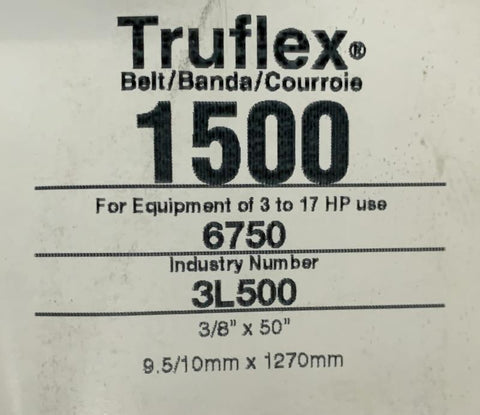 Truflex®
Belt/Banda/Courroie
1500
For Equipment of 3 to 17 HP use
6750
Industry Number
3L500
3/8" x 50"
9.5/10mm x 1270mm